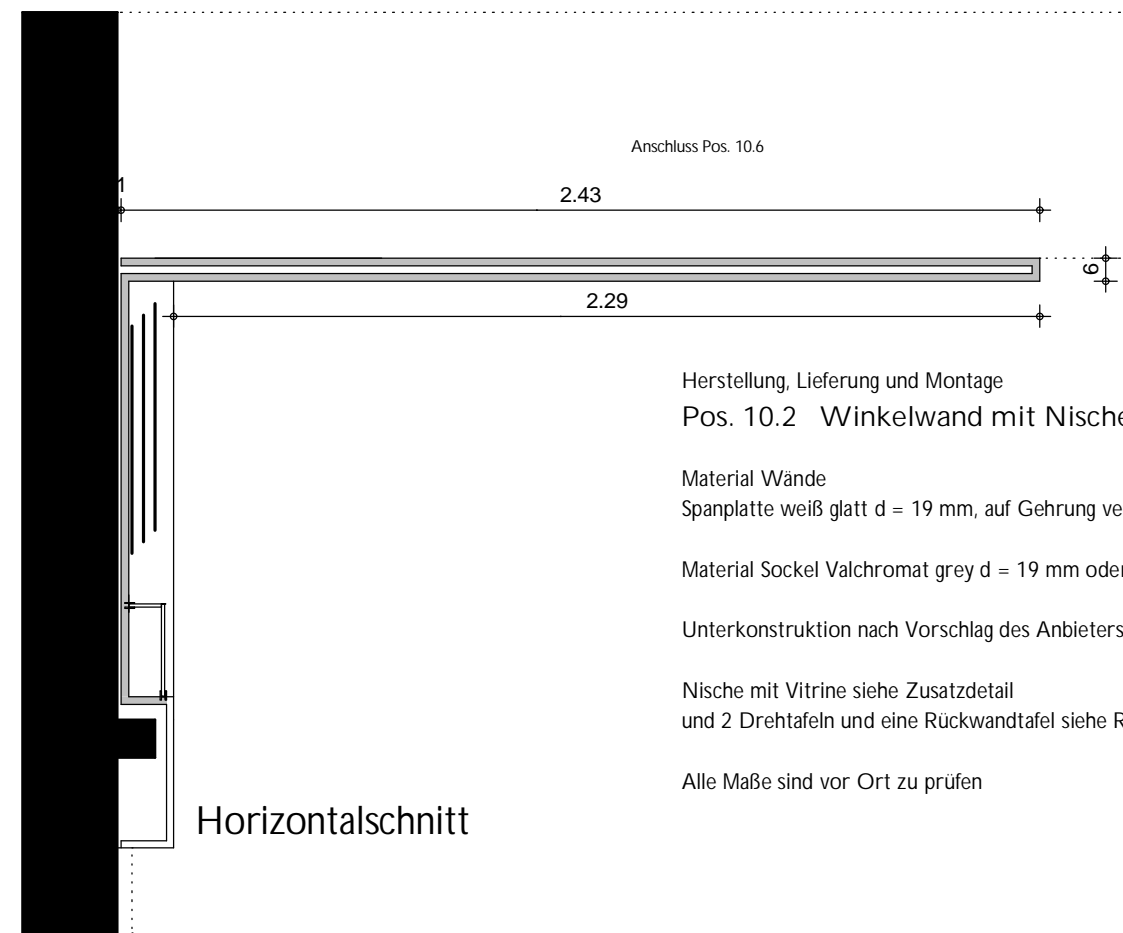 Anschluss Pos. 10.6
1
2.43
6
2.29
Herstellung, Lieferung und Montage
Pos. 10.2 Winkelwand mit Nische
Material Wände
Spanplatte weiß glatt d = 19 mm, auf Gehrung ve
Material Sockel Valchromat grey d = 19 mm oder
Unterkonstruktion nach Vorschlag des Anbieters
Nische mit Vitrine siehe Zusatzdetail
und 2 Drehtafeln und eine Rückwandtafel siehe R
Alle Maße sind vor Ort zu prüfen
Horizontalschnitt